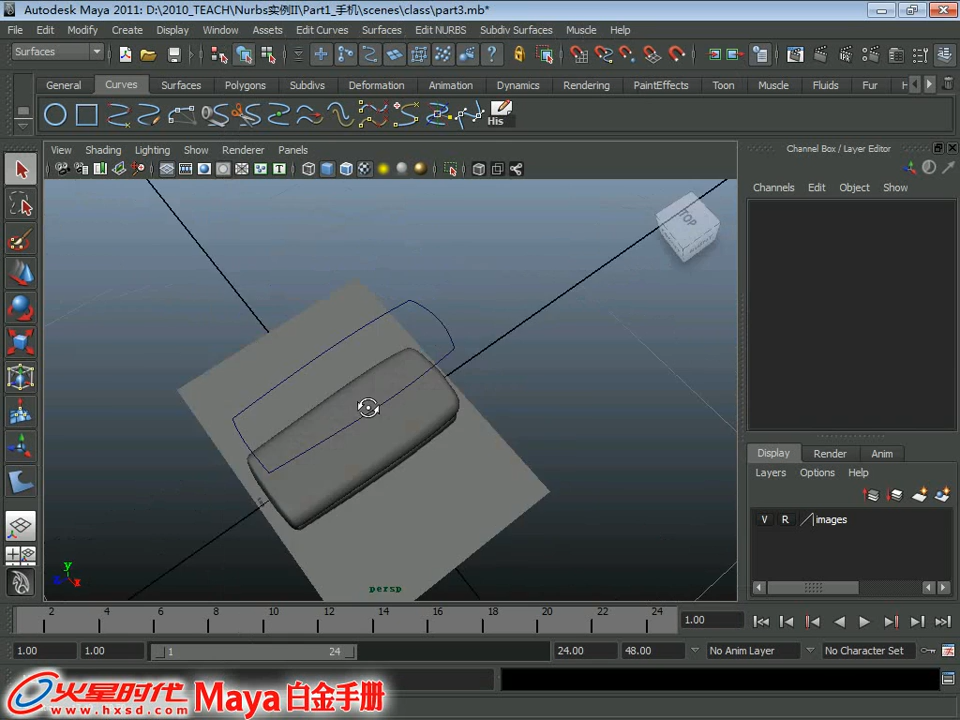 Autodesk Maya 2011: D:\2010_TEACH\Nurbs实例II\Part1_手机\scenes\class\part3.mb*
File Edit Modify Create Display Window Assets Edit Curves Surfaces Edit NURBS Subdiv Surfaces Muscle Help
Surfaces
General Curves Surfaces Polygons Subdivs Deformation Animation Dynamics Rendering PaintEffects Toon Muscle Fluids Fur
His
View Shading Lighting Show Renderer Panels
Channel Box / Layer Editor
Channels Edit Object Show
TOP
persp
y
x
Display Render Anim
Layers Options Help
V R images
2 4 6 8 10 12 14 16 18 20 22 24
1.00
1.00 1.00 1 24 24.00 48.00 No Anim Layer No Character Set
火星时代 Maya白金手册
www.hxsd.com